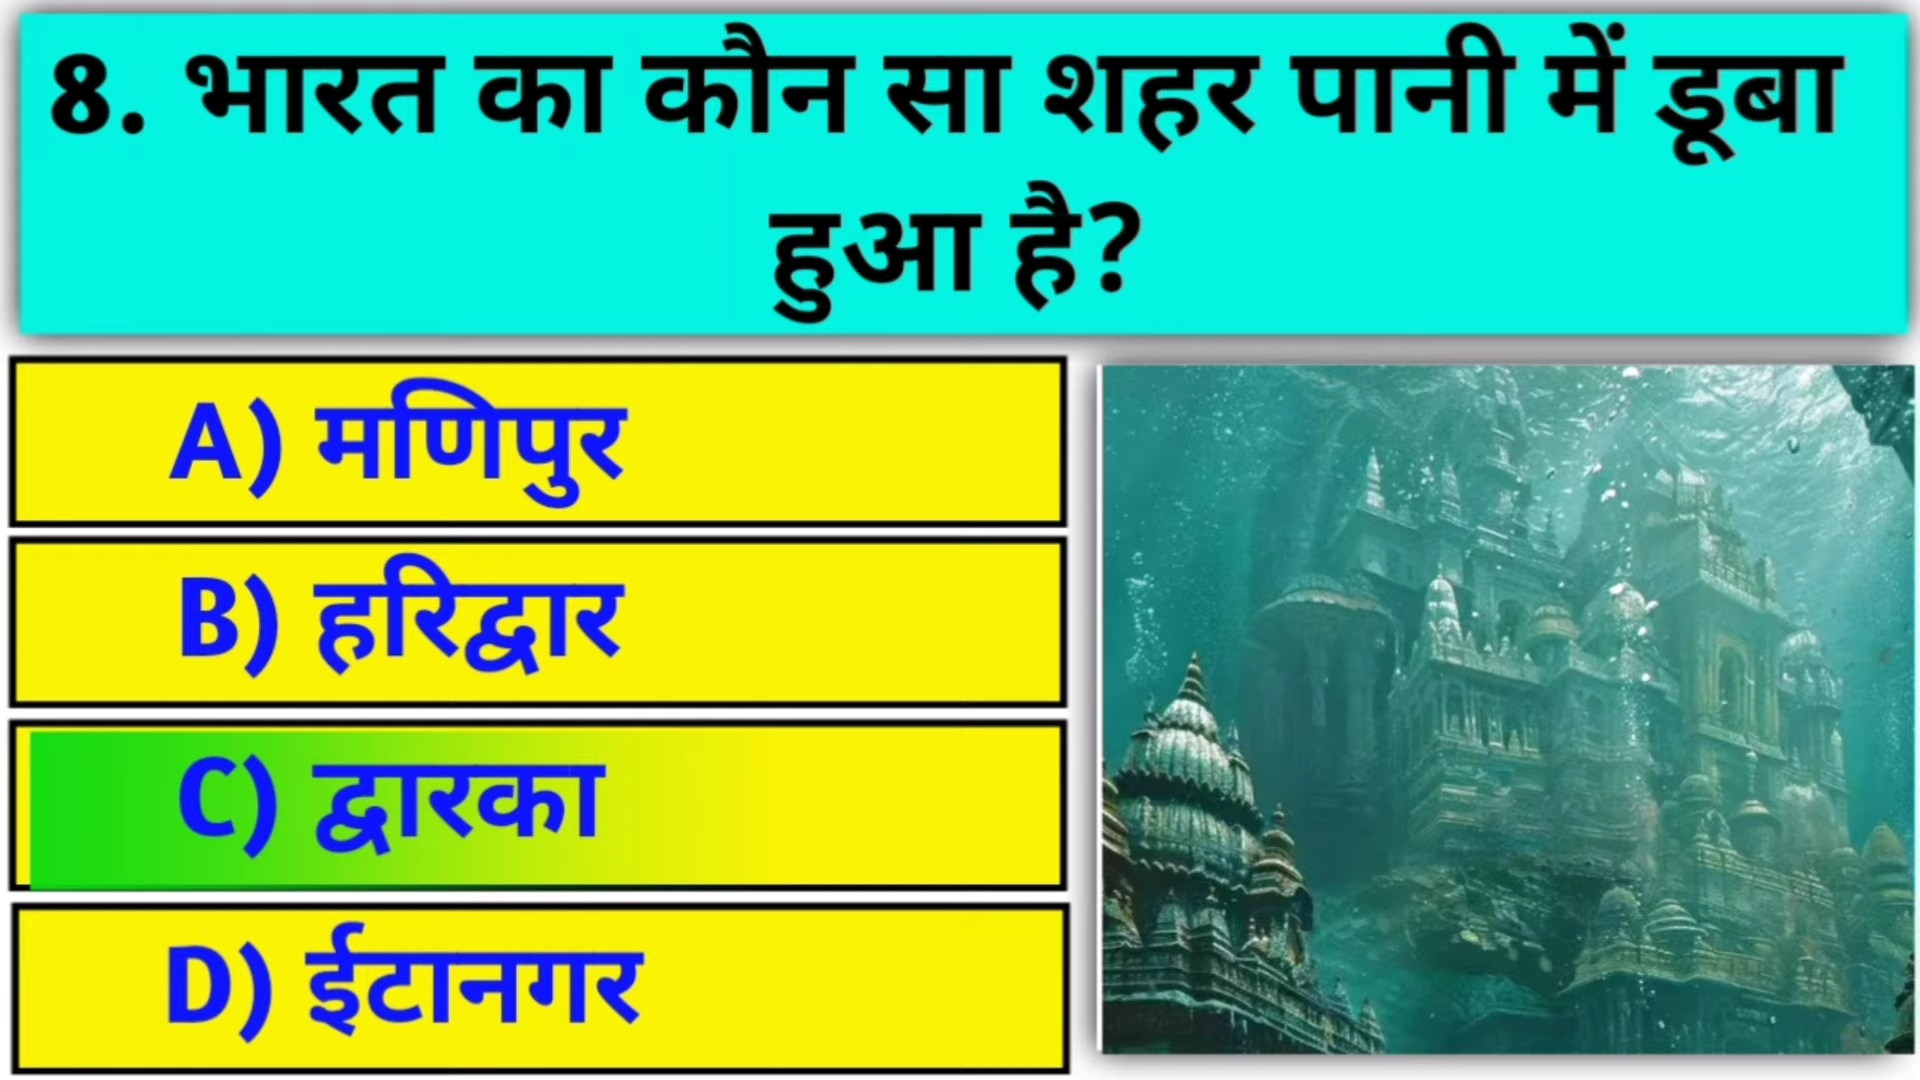 8. भारत का कौन सा शहर पानी में डूबा
हुआ है?
A) मणिपुर
B) हरिद्वार
C) द्वारका
D) ईटानगर